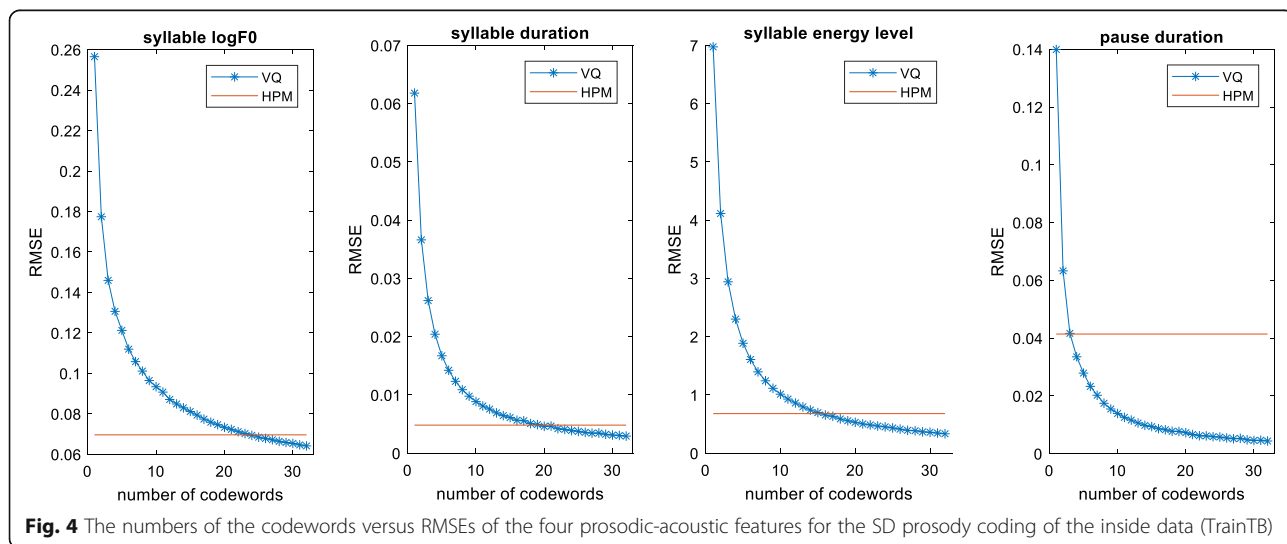 syllable logF0
0.26
0.24
0.22
0.2
0.18
0.16
0.14
0.12
0.1
0.08
0.06
RMSE
VQ
HPM
0 10 20 30
number of codewords
syllable duration
0.07
0.06
0.05
0.04
0.03
0.02
0.01
0
RMSE
VQ
HPM
0 10 20 30
number of codewords
syllable energy level
7
6
5
4
3
2
1
0
RMSE
VQ
HPM
0 10 20 30
number of codewords
pause duration
0.14
0.12
0.1
0.08
0.06
0.04
0.02
0
RMSE
VQ
HPM
0 10 20 30
number of codewords
Fig. 4 The numbers of the codewords versus RMSEs of the four prosodic-acoustic features for the SD prosody coding of the inside data (TrainTB)